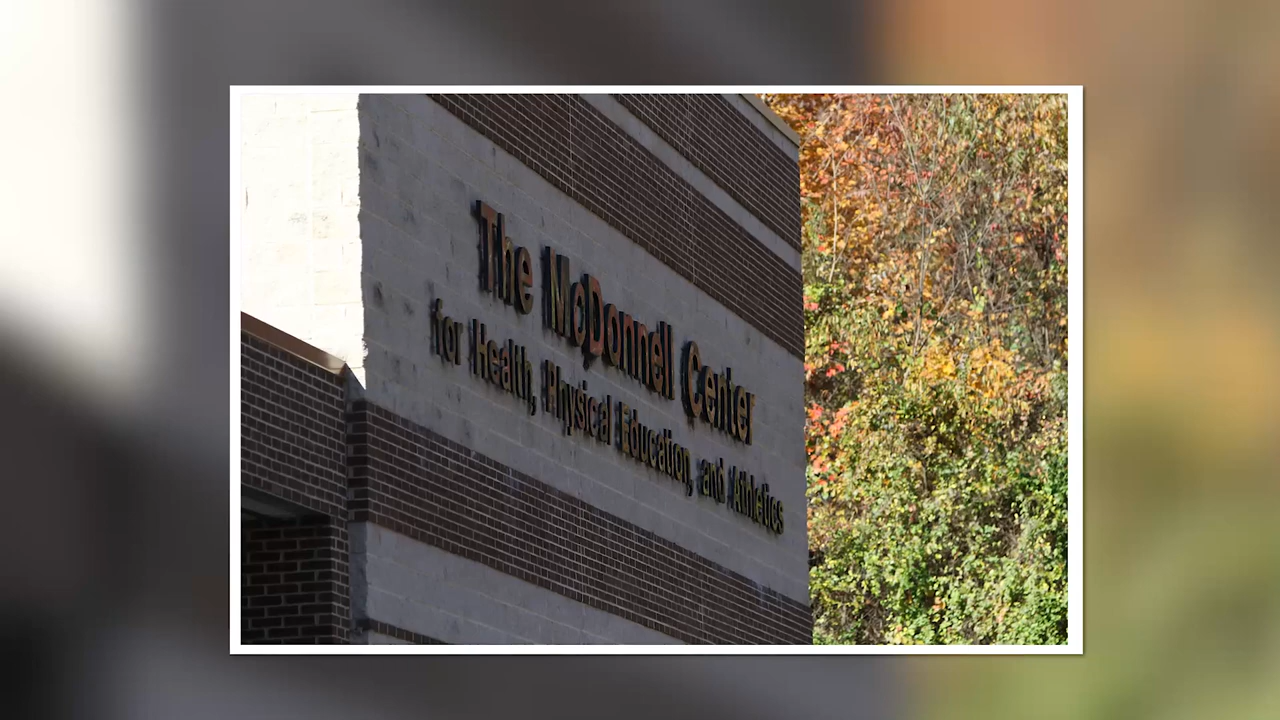 The McDonnell Center
for Health, Physical Education, and Athletics